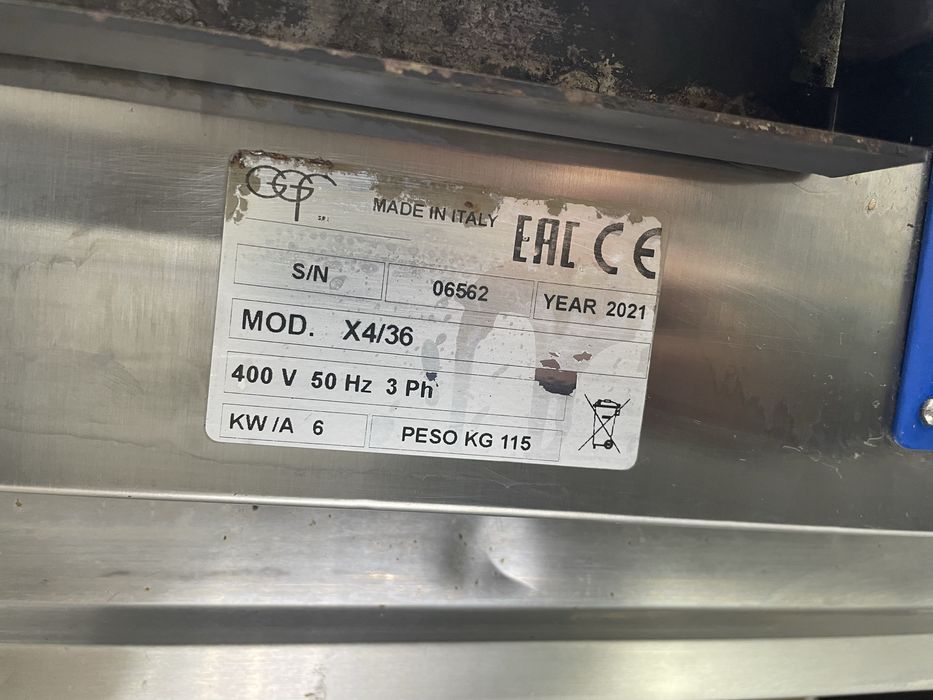 GGF
S.R.L
MADE IN ITALY
EAC CE
S/N 06562 YEAR 2021
MOD. X4/36
400 V 50 Hz 3 Ph
KW/A 6 PESO KG 115